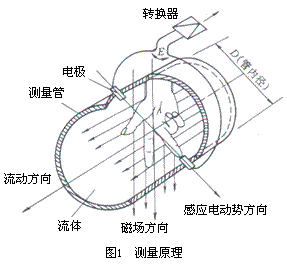 转换器
E
D(管内径)
电极
测量管
A
流动方向
流体
磁场方向
感应电动势方向
图1 测量原理